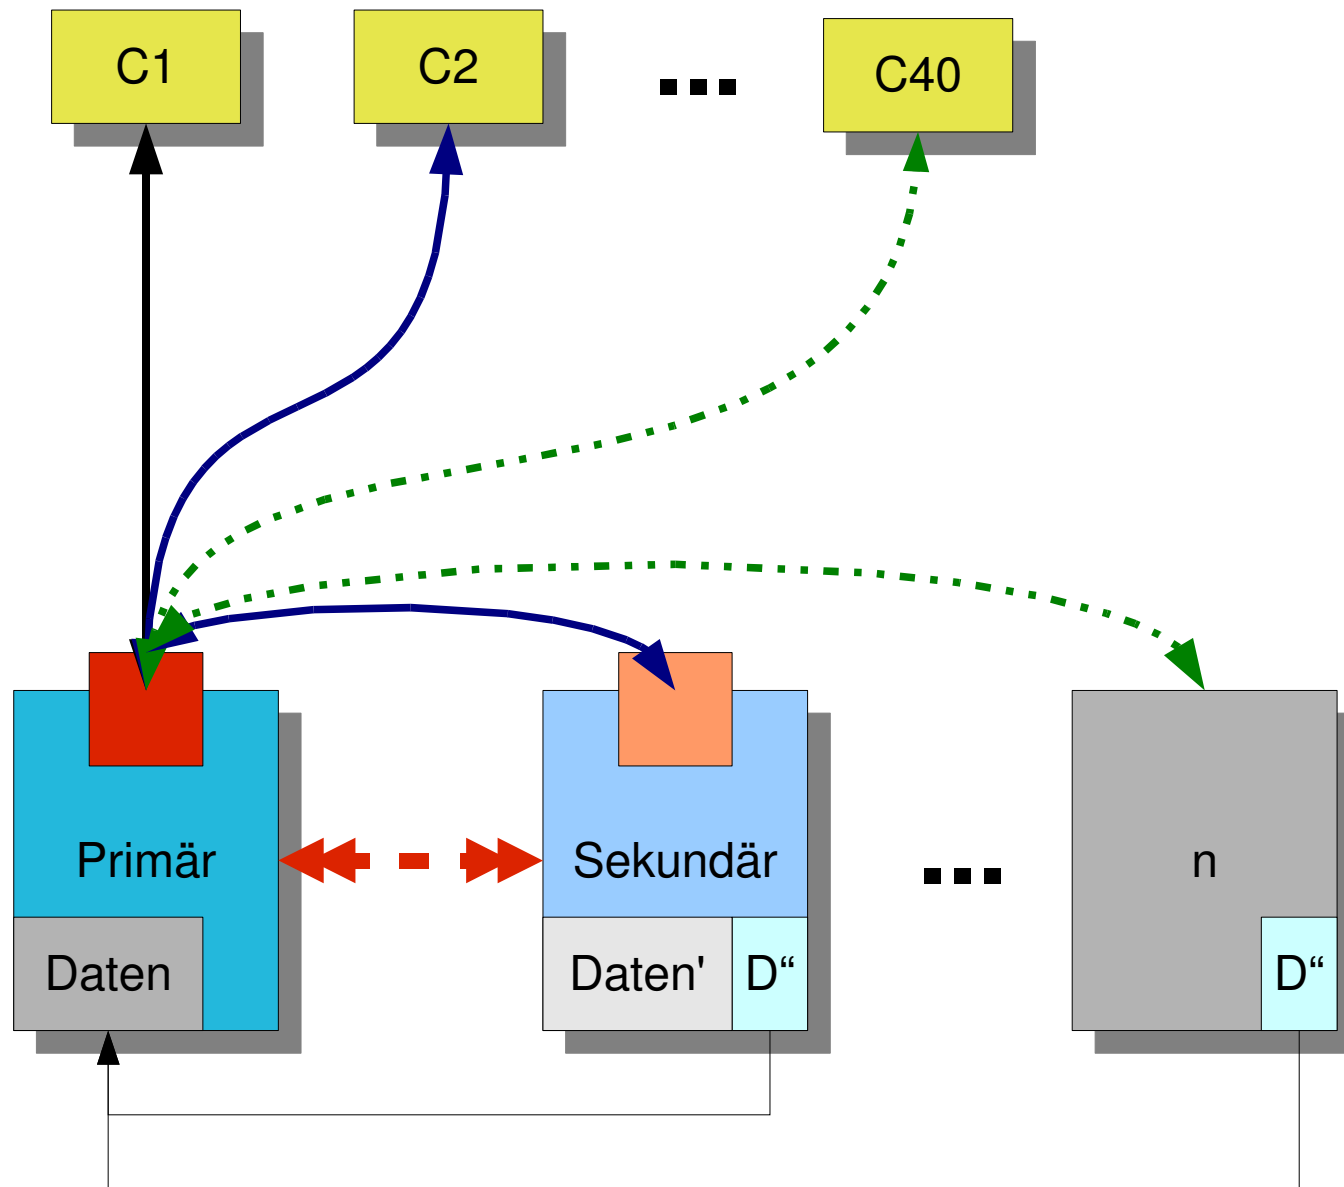 C1
C2
...
C40
Primär
Sekundär
...
n
Daten
Daten'
D“
D“